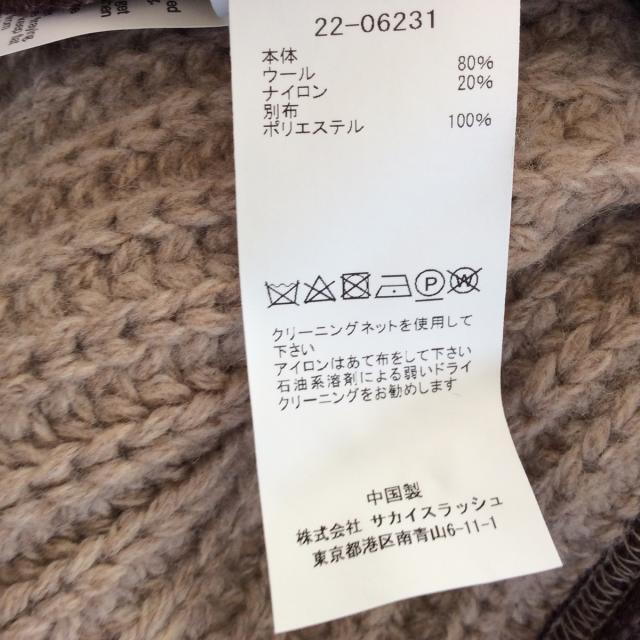 22-06231
本体
ウール 80%
ナイロン 20%
別布
ポリエステル 100%
クリーニングネットを使用して
下さい
アイロンはあて布をして下さい
石油系溶剤による弱いドライ
クリーニングをお勧めします
中国製
株式会社 サカイスラッシュ
東京都港区南青山6-11-1